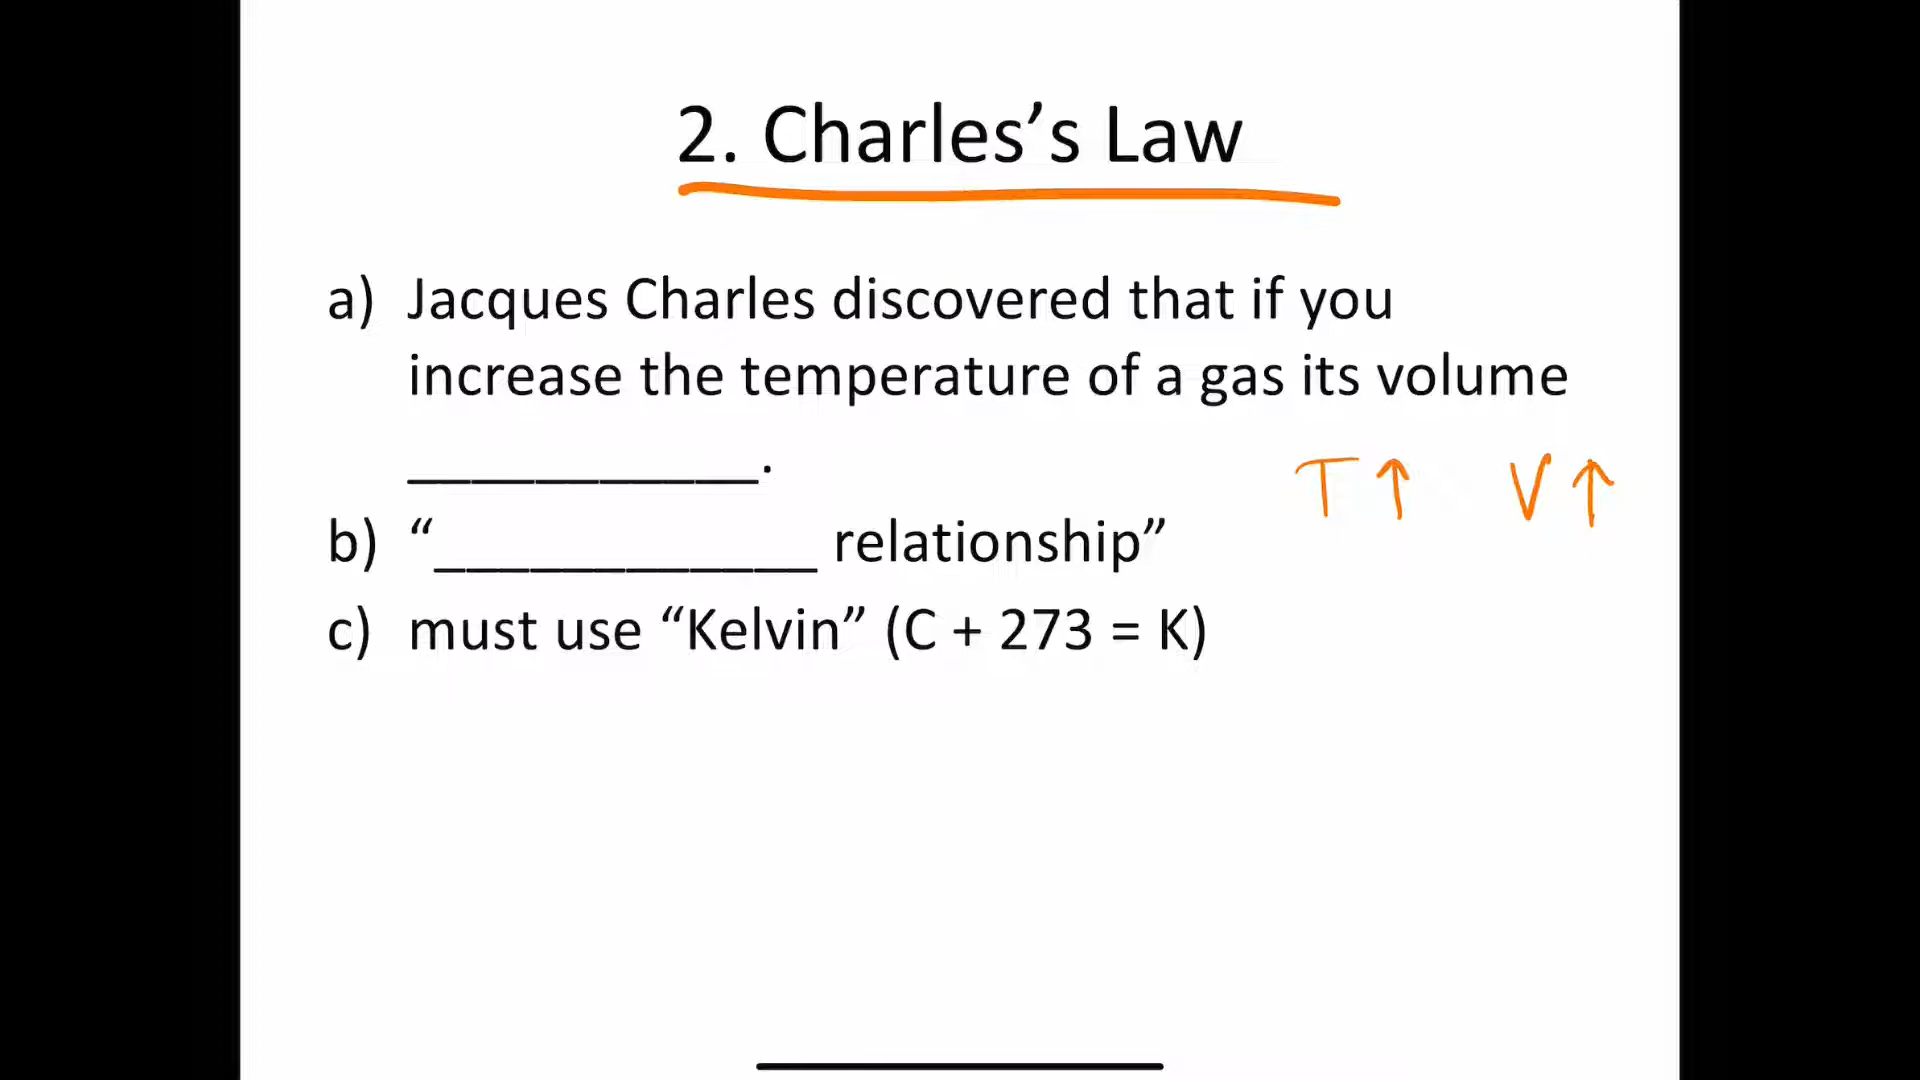 2. Charles’s Law
a) Jacques Charles discovered that if you
increase the temperature of a gas its volume
___________.
T↑ V↑
b) “____________ relationship”
c) must use “Kelvin” (C + 273 = K)